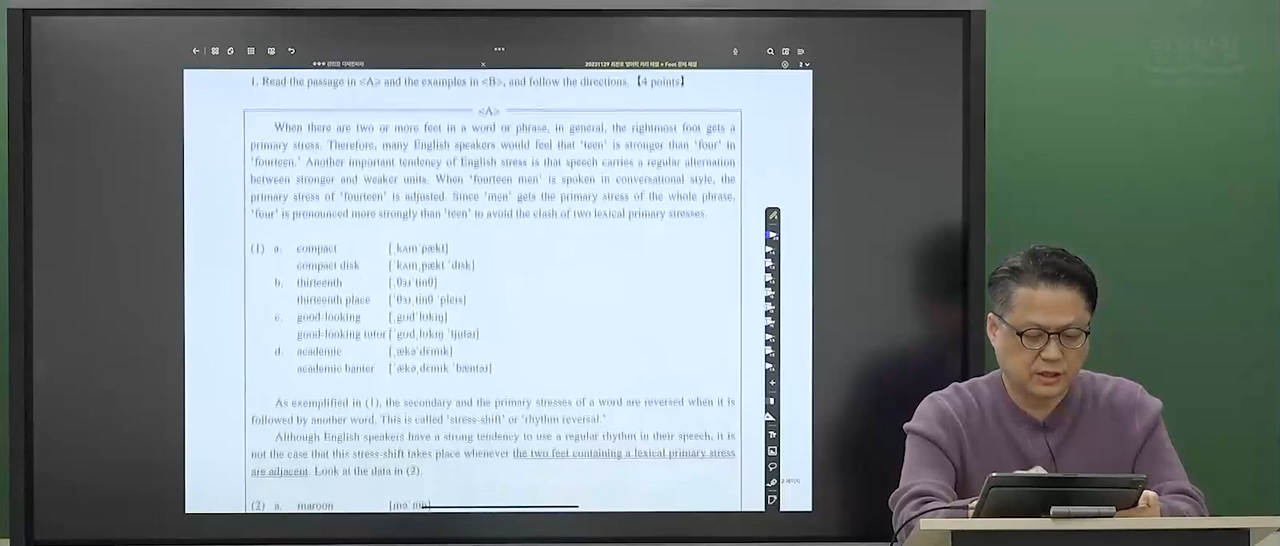 20231129
1. Read the passage in <A> and the examples in <B>, and follow the directions. 【4 points】
<A>
When there are two or more feet in a word or phrase, in general, the rightmost foot gets a
primary stress. Therefore, many English speakers would feel that 'teen' is stronger than 'four' in
'fourteen.' Another important tendency of English stress is that speech carries a regular alternation
between stronger and weaker units. When 'fourteen men' is spoken in conversational style, the
primary stress of 'fourteen' is adjusted. Since 'men' gets the primary stress of the whole phrase,
'four' is pronounced more strongly than 'teen' to avoid the clash of two lexical primary stresses.
(1) a. compact [ˌkʌmˈpækt]
compact disk [ˈkʌmˌpækt ˈdɪsk]
b. thirteenth [ˌθɜɹˈtinθ]
thirteenth place [ˈθɜɹˌtinθ ˈpleɪs]
c. good-looking [ˌgʊdˈlʊkɪŋ]
good-looking tutor [ˈgʊdˌlʊkɪŋ ˈtjutəɹ]
d. academic [ˌækəˈdɛmɪk]
academic banter [ˈækəˌdɛmɪk ˈbæntəɹ]
As exemplified in (1), the secondary and the primary stresses of a word are reversed when it is
followed by another word. This is called 'stress-shift' or 'rhythm reversal.'
Although English speakers have a strong tendency to use a regular rhythm in their speech, it is
not the case that this stress-shift takes place whenever the two feet containing a lexical primary stress
are adjacent. Look at the data in (2).
(2) a. maroon [məˈɹun]